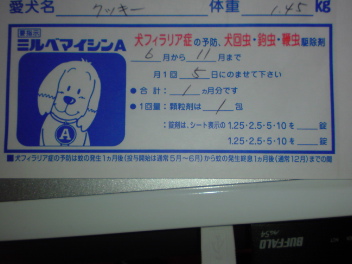 愛犬名 クッキー 体重 1.45 kg
要指示
ミルベマイシンA
犬フィラリア症の予防、犬回虫・鉤虫・鞭虫駆除剤
6月から11月まで
月1回 5日にのませて下さい
● 合計：1ヵ月分です
● 1回量：顆粒剤は1包
：錠剤は、シート表示の 1.25・2.5・5・10を 錠
1.25・2.5・5・10を 錠
A
■犬フィラリア症の予防は蚊の発生1ヵ月後（投与開始は通常5月〜6月）から蚊の発生終息1ヵ月後（通常12月）までの間
BUFFALO